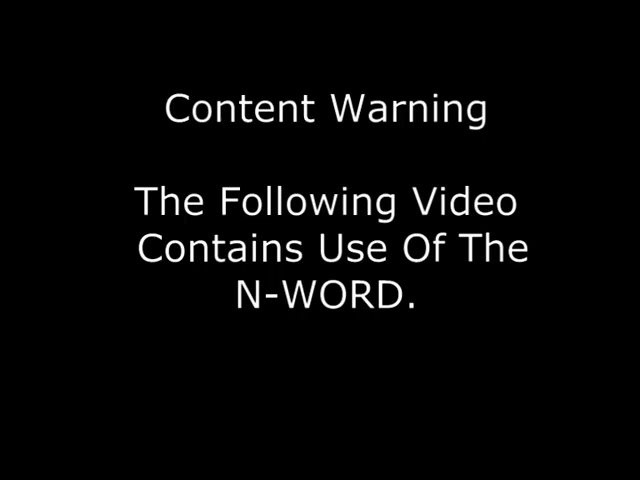 Content Warning
The Following Video
Contains Use Of The
N-WORD.